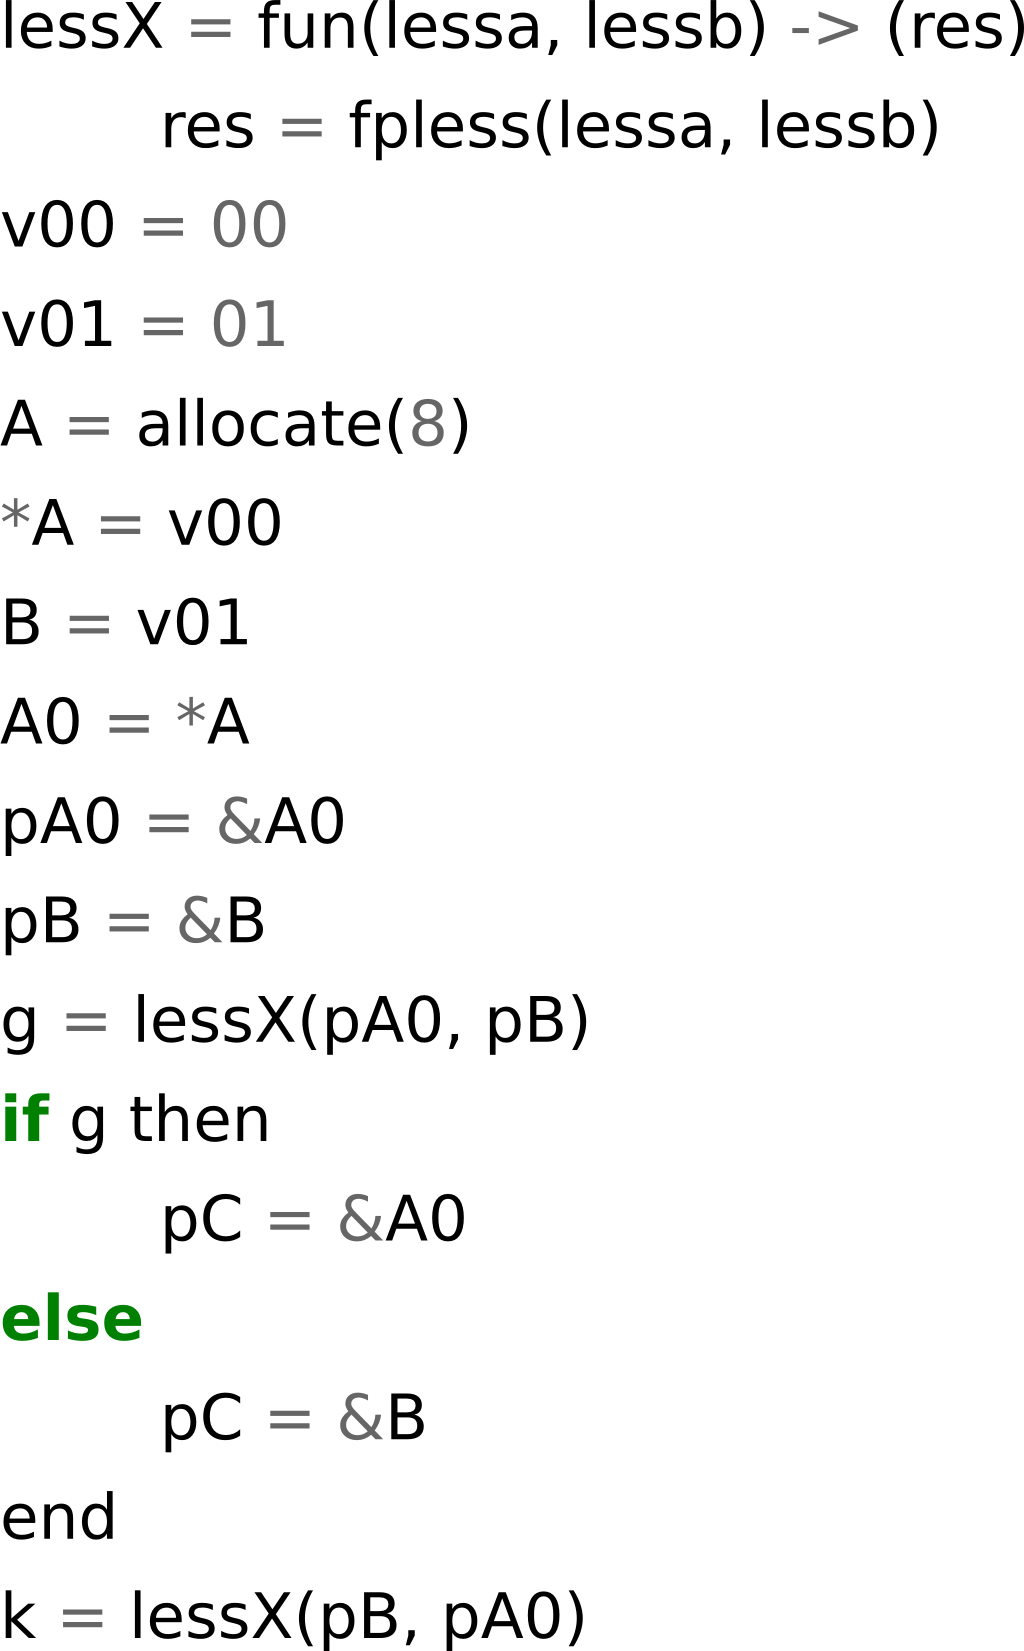 lessX = fun(lessa, lessb) -> (res)
res = fpless(lessa, lessb)
v00 = 00
v01 = 01
A = allocate(8)
*A = v00
B = v01
A0 = *A
pA0 = &A0
pB = &B
g = lessX(pA0, pB)
if g then
pC = &A0
else
pC = &B
end
k = lessX(pB, pA0)